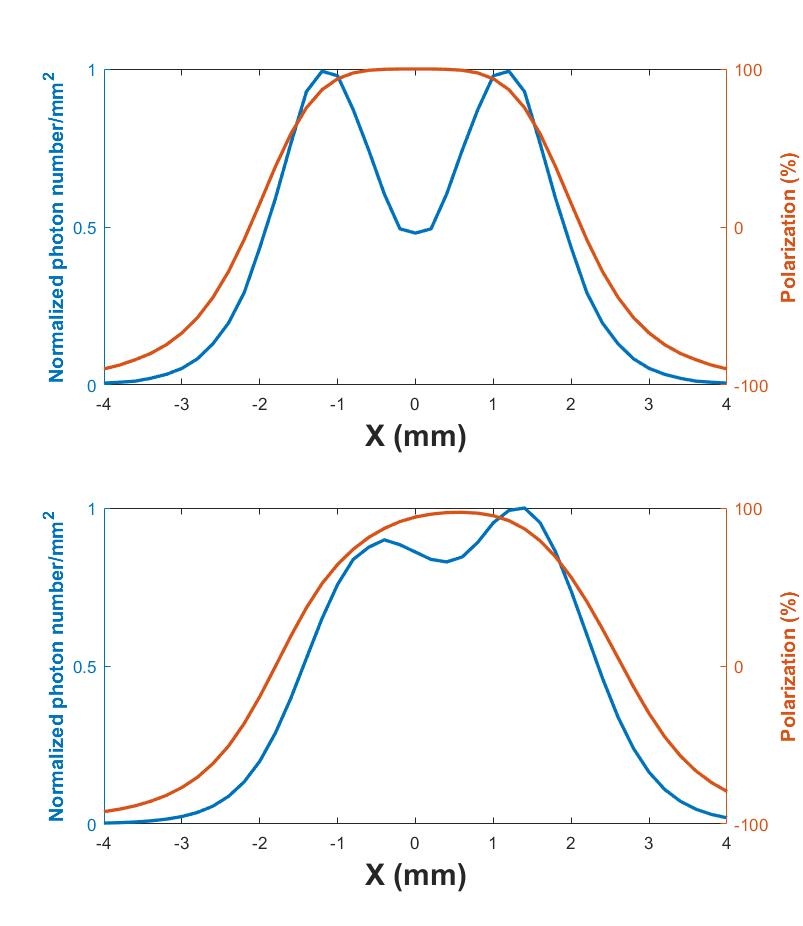 Normalized photon number/mm²
1
0.5
0
100
0
-100
Polarization (%)
-4 -3 -2 -1 0 1 2 3 4
X (mm)
Normalized photon number/mm²
1
0.5
0
100
0
-100
Polarization (%)
-4 -3 -2 -1 0 1 2 3 4
X (mm)